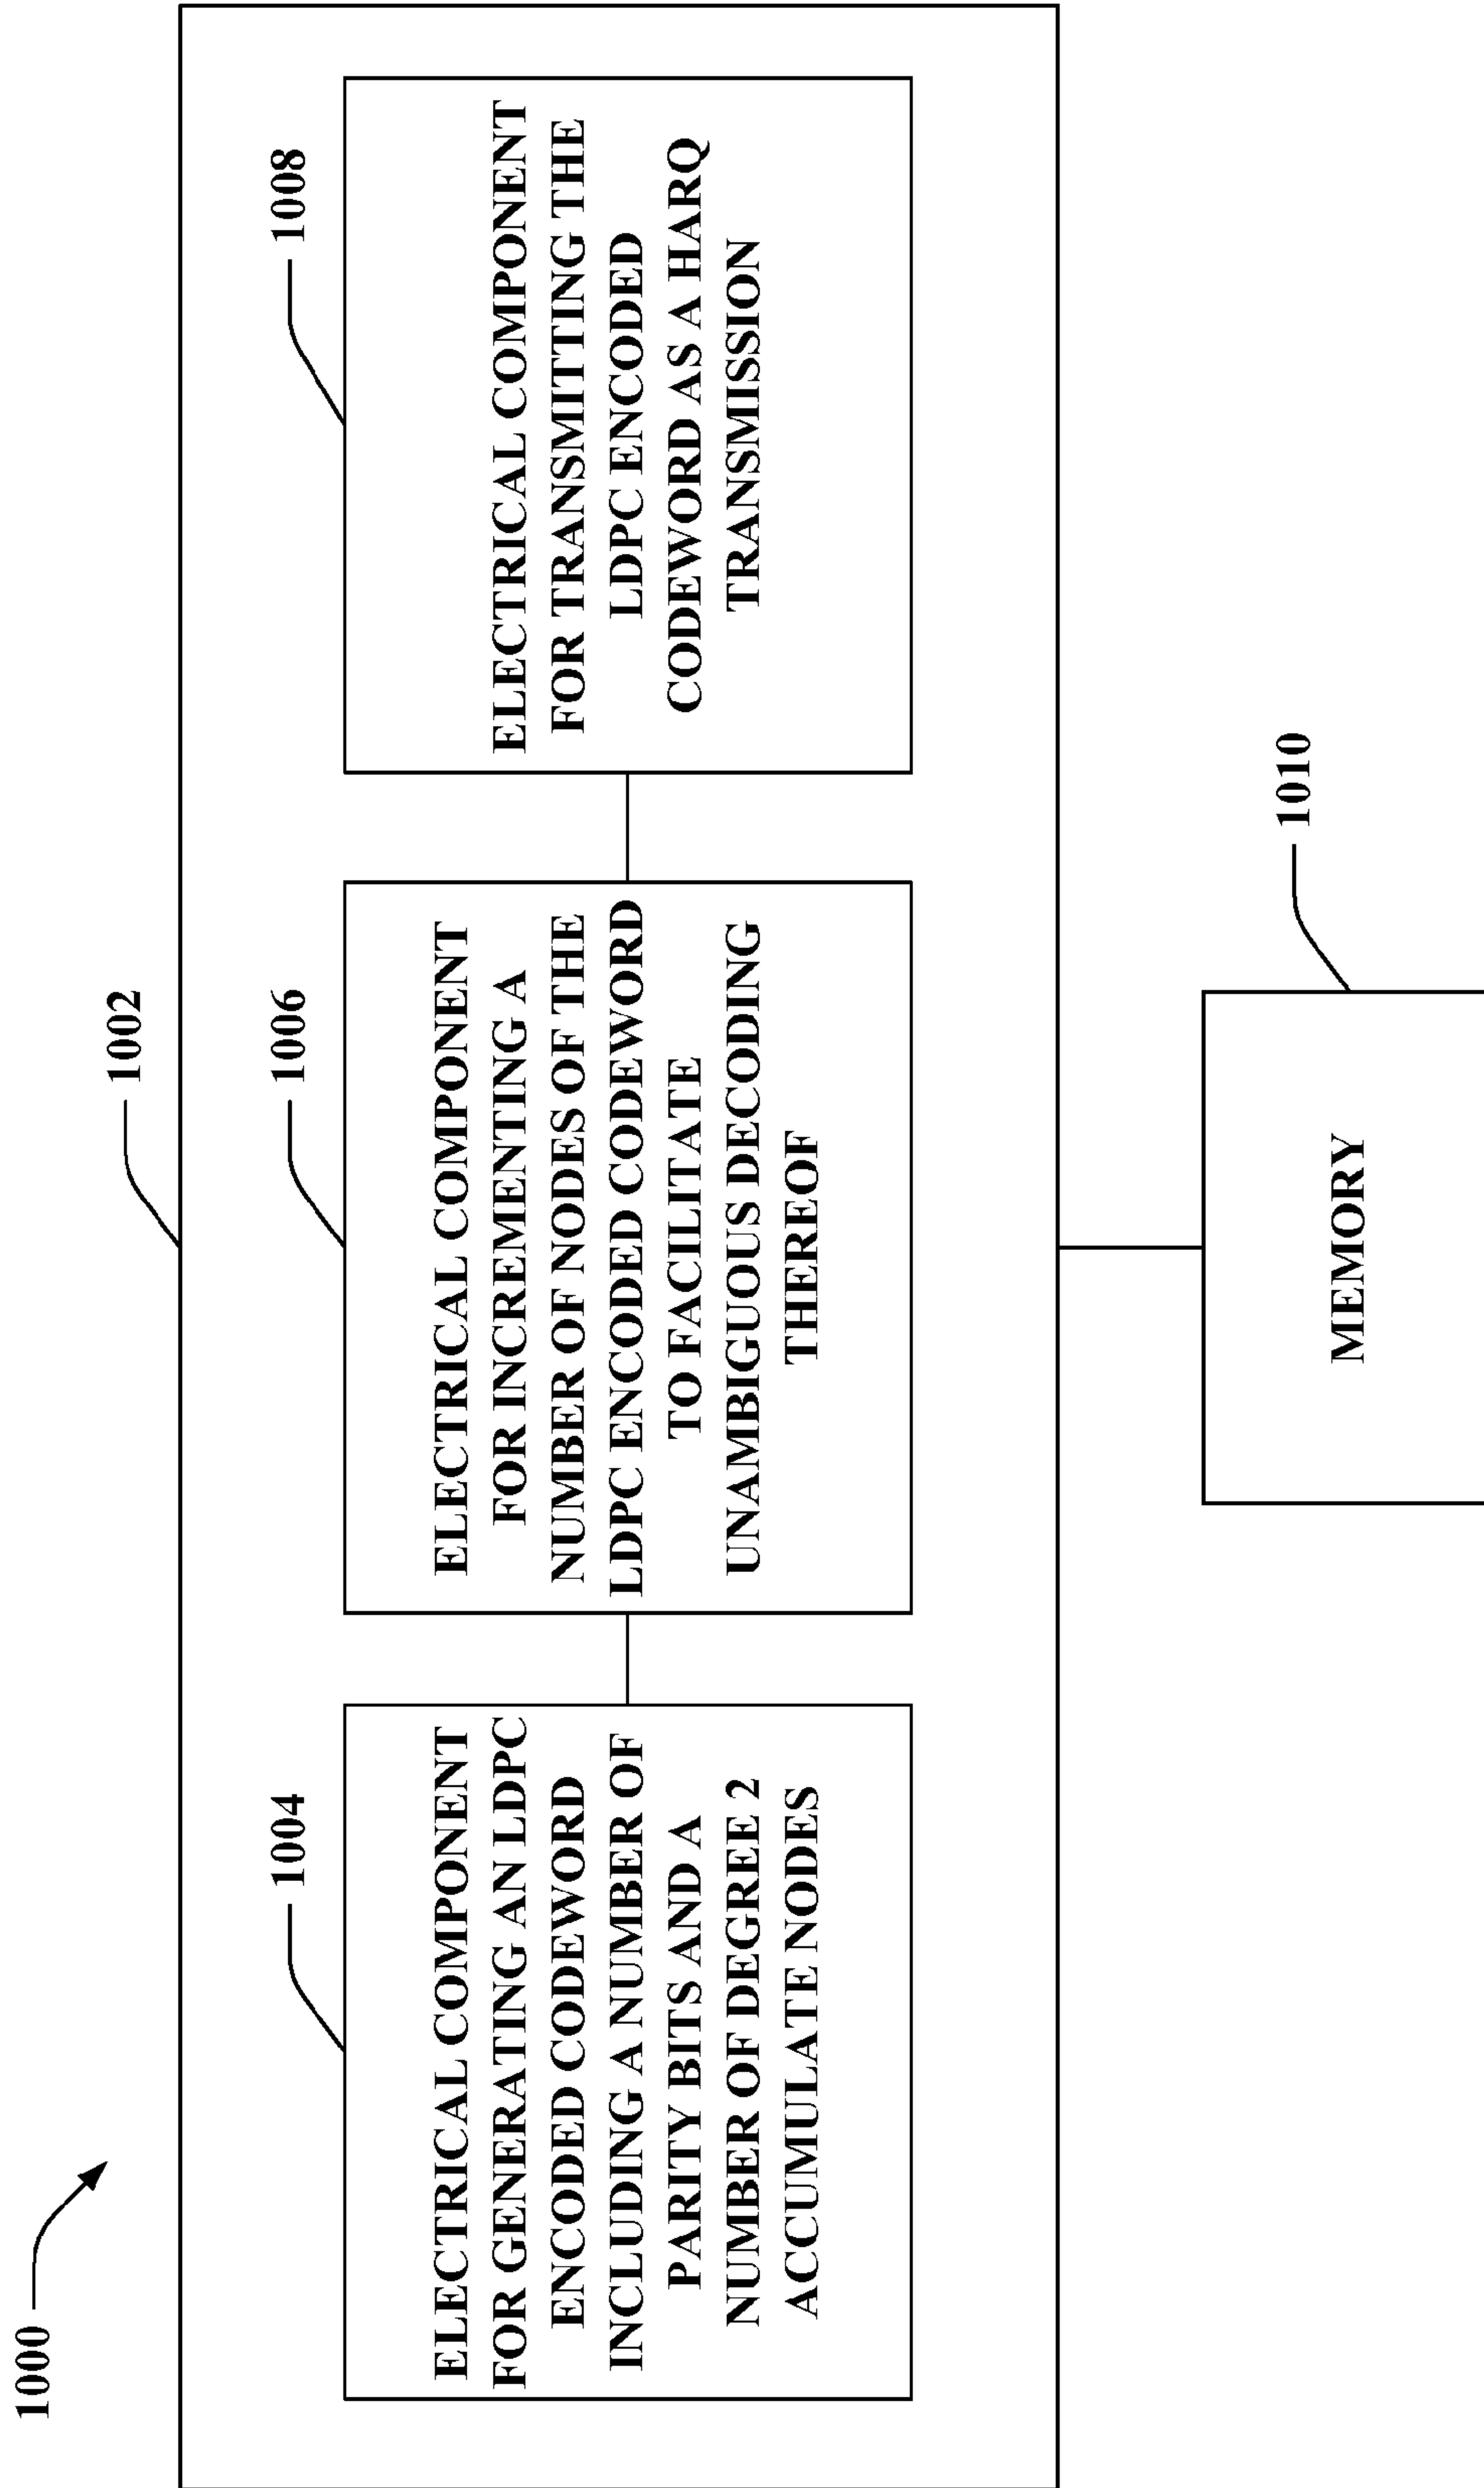 1000
1002
1004
ELECTRICAL COMPONENT
FOR GENERATING AN LDPC
ENCODED CODEWORD
INCLUDING A NUMBER OF
PARITY BITS AND A
NUMBER OF DEGREE 2
ACCUMULATE NODES
1006
ELECTRICAL COMPONENT
FOR INCREMENTING A
NUMBER OF NODES OF THE
LDPC ENCODED CODEWORD
TO FACILITATE
UNAMBIGUOUS DECODING
THEREOF
1008
ELECTRICAL COMPONENT
FOR TRANSMITTING THE
LDPC ENCODED
CODEWORD AS A HARQ
TRANSMISSION
1010
MEMORY